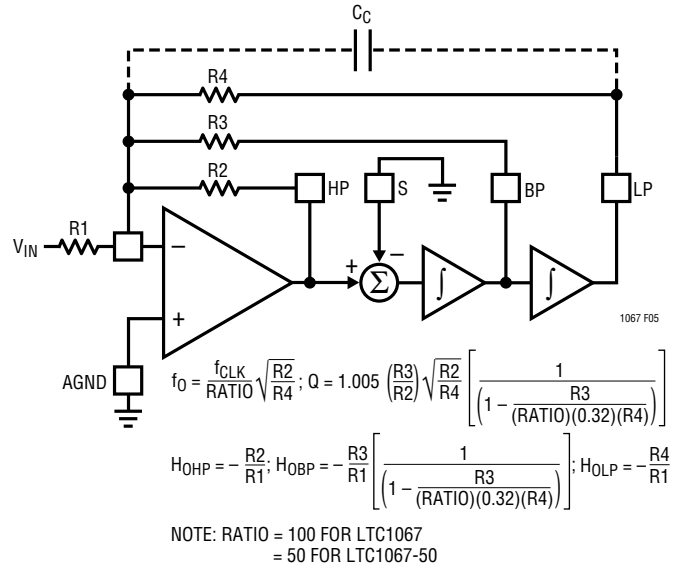 C_C
R4
R3
R2
HP
S
BP
LP
R1
V_IN
−
+
+
−
Σ
∫
∫
1067 F05
AGND
f_O = f_CLK/RATIO √(R2/R4) ; Q = 1.005 (R3/R2) √(R2/R4) [1/(1 − R3/((RATIO)(0.32)(R4)))]
H_OHP = − R2/R1; H_OBP = − R3/R1 [1/(1 − R3/((RATIO)(0.32)(R4)))]; H_OLP = − R4/R1
NOTE: RATIO = 100 FOR LTC1067
= 50 FOR LTC1067-50